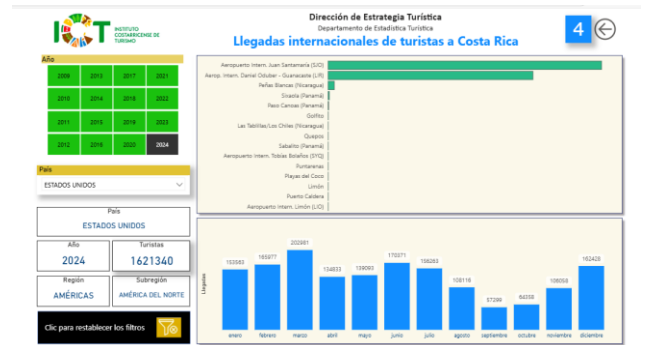 ICT
INSTITUTO
COSTARRICENSE DE
TURISMO
Dirección de Estrategia Turística
Departamento de Estadística Turística
Llegadas internacionales de turistas a Costa Rica
4
Año
2009 2013 2017 2021
2010 2014 2018 2022
2011 2015 2019 2023
2012 2016 2020 2024
País
ESTADOS UNIDOS
País
ESTADOS UNIDOS
Año
2024
Turistas
1621340
Región
AMÉRICAS
Subregión
AMÉRICA DEL NORTE
Clic para restablecer los filtros
Aeropuerto Intern. Juan Santamaría (SJO)
Aerop. Intern. Daniel Oduber - Guanacaste (LIR)
Peñas Blancas (Nicaragua)
Sixaola (Panamá)
Paso Canoas (Panamá)
Golfito
Las Tablillas/Los Chiles (Nicaragua)
Quepos
Sabalito (Panamá)
Aeropuerto Intern. Tobías Bolaños (SYQ)
Puntarenas
Playas del Coco
Limón
Puerto Caldera
Aeropuerto Intern. Limón (LIO)
Llegadas
153583 165977 202981 134833 139093 170071 156263 108116 57299 64358 106058 162428
enero febrero marzo abril mayo junio julio agosto septiembre octubre noviembre diciembre